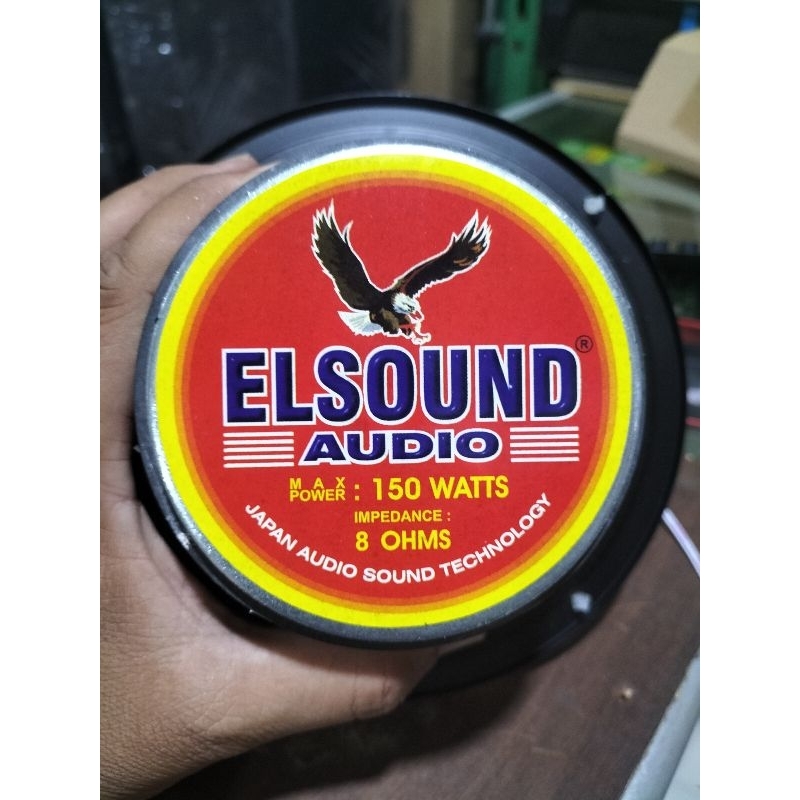 ELSOUND ®
AUDIO
MAX POWER : 150 WATTS
IMPEDANCE :
8 OHMS
JAPAN AUDIO SOUND TECHNOLOGY